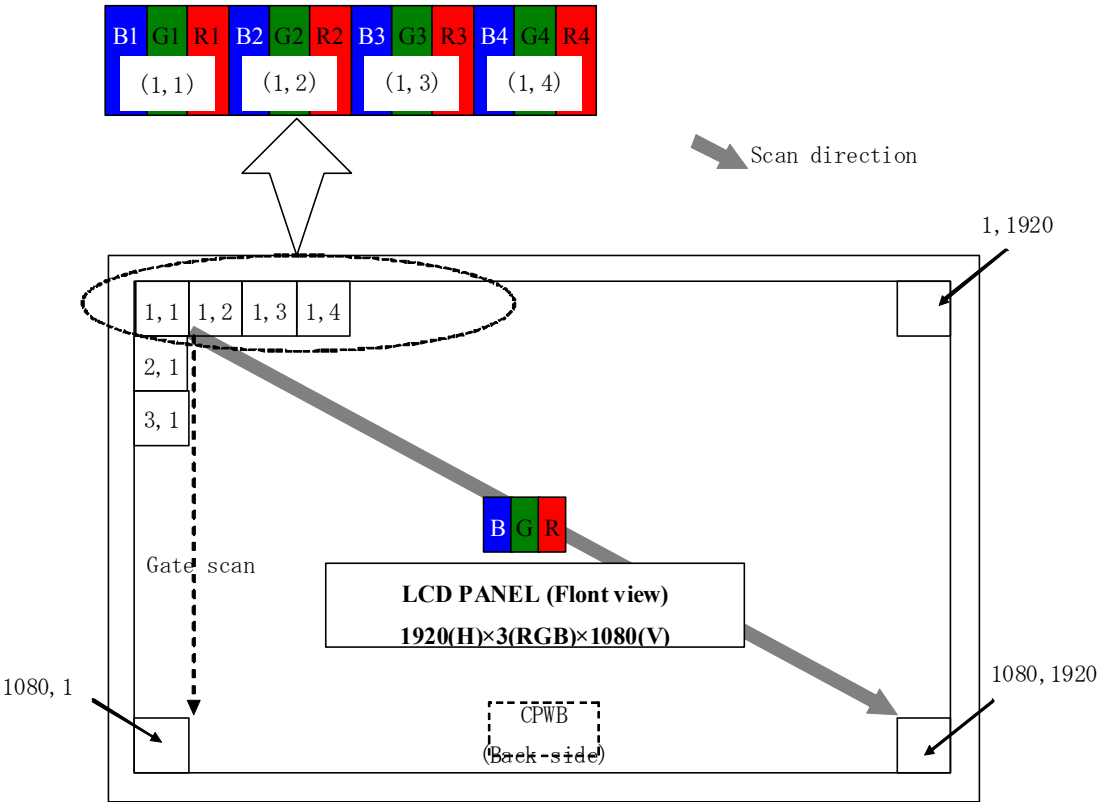 B1 G1 R1 B2 G2 R2 B3 G3 R3 B4 G4 R4
(1,1) (1,2) (1,3) (1,4)
Scan direction
1,1920
1,1 1,2 1,3 1,4
2,1
3,1
B G R
Gate scan
LCD PANEL (Flont view)
1920(H)×3(RGB)×1080(V)
1080,1
1080,1920
CPWB
(Back side)